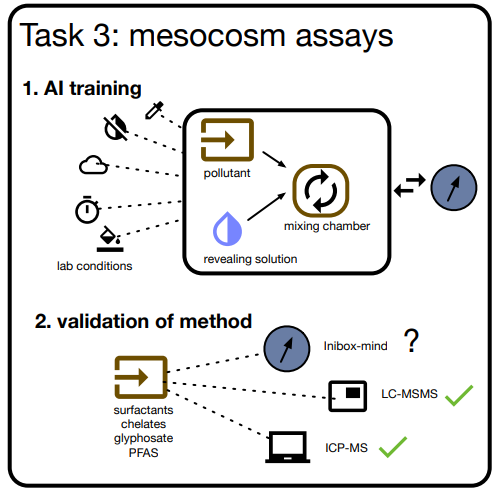 Task 3: mesocosm assays
1. AI training
pollutant
mixing chamber
revealing solution
lab conditions
2. validation of method
Inibox-mind ?
LC-MSMS
surfactants
chelates
glyphosate
PFAS
ICP-MS